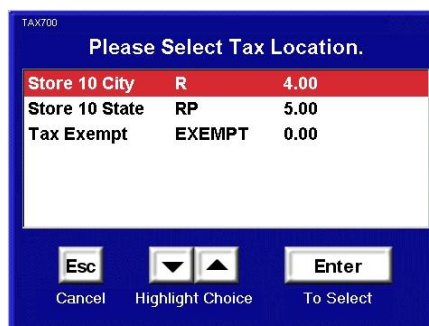 TAX700
Please Select Tax Location.
Store 10 City R 4.00
Store 10 State RP 5.00
Tax Exempt EXEMPT 0.00
Esc Enter
Cancel Highlight Choice To Select